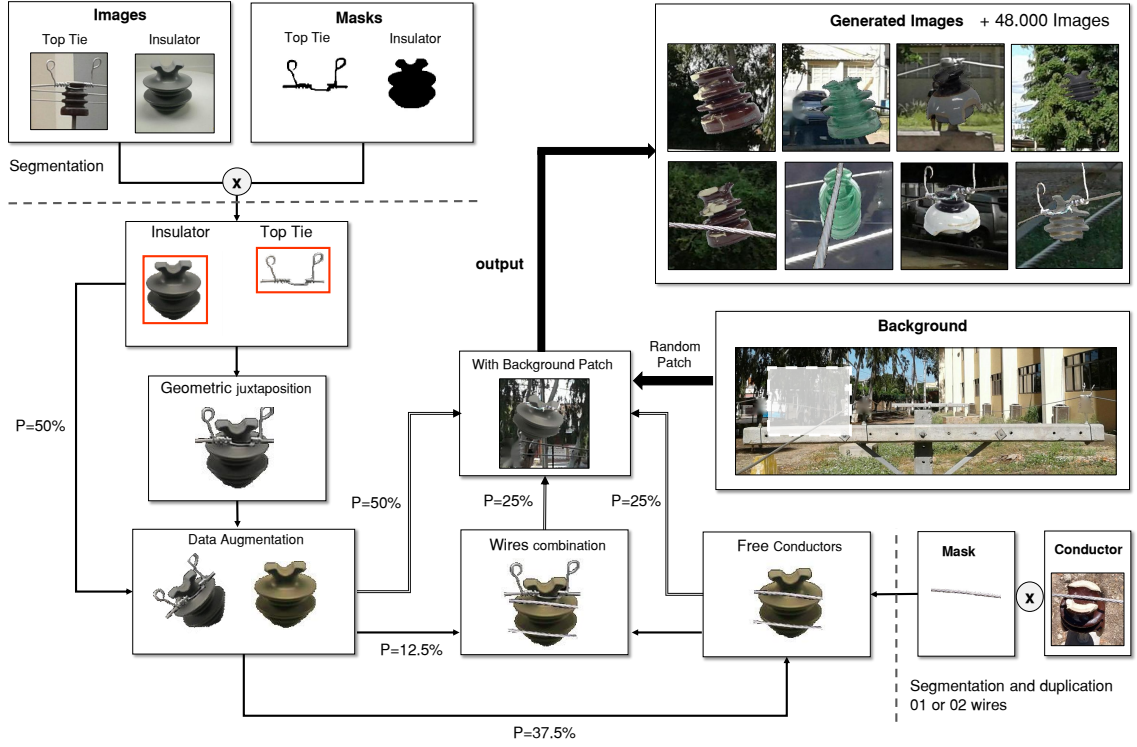 Images
Top Tie
Insulator
Masks
Top Tie
Insulator
Generated Images + 48.000 Images
Segmentation
x
Insulator
Top Tie
output
Geometric juxtaposition
P=50%
With Background Patch
Random
Patch
Background
Data Augmentation
P=50%
P=25%
P=25%
Wires combination
Free Conductors
Mask
x
Conductor
P=12.5%
P=37.5%
Segmentation and duplication
01 or 02 wires